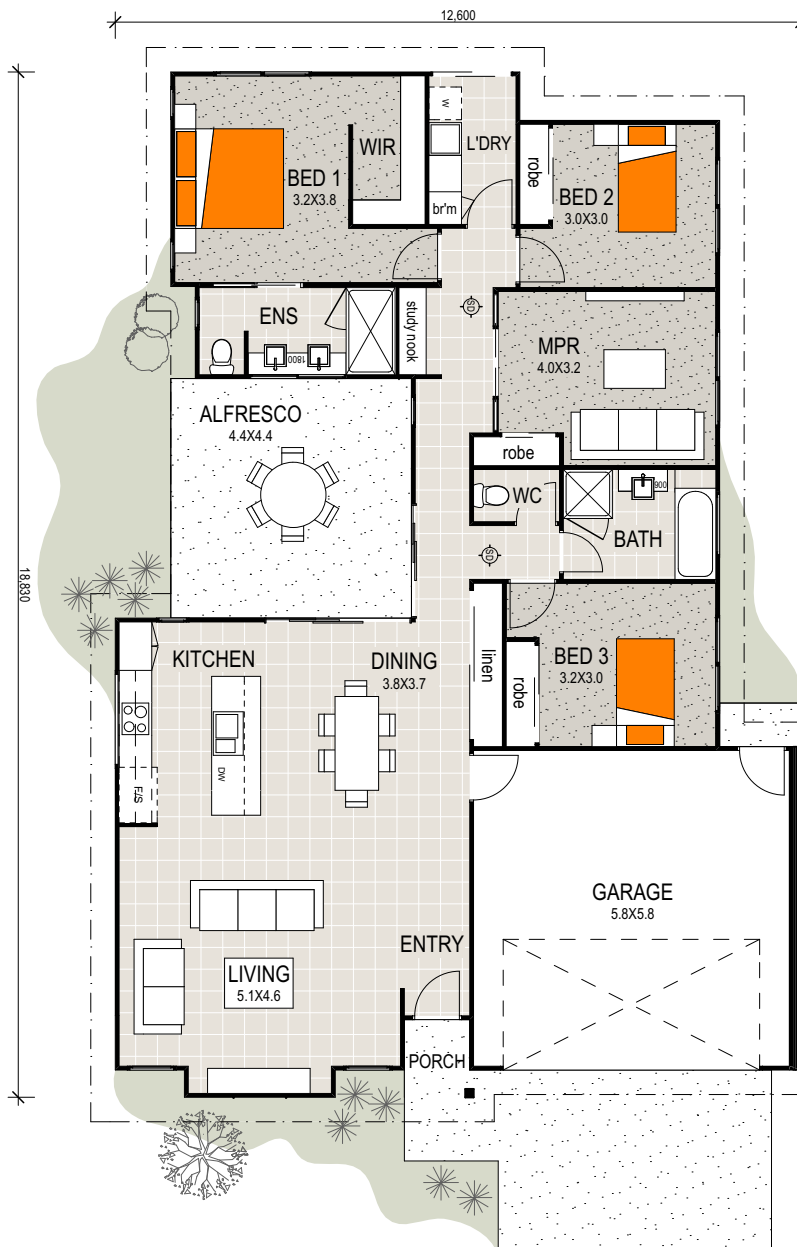 12,600
W
L'DRY
WIR
robe
BED 1
3.2X3.8
BED 2
3.0X3.0
br'm
SD
study nook
ENS
1800
MPR
4.0X3.2
ALFRESCO
4.4X4.4
robe
WC
900
BATH
SD
18,830
KITCHEN
DINING
3.8X3.7
linen
robe
BED 3
3.2X3.0
DW
F/S
GARAGE
5.8X5.8
ENTRY
LIVING
5.1X4.6
PORCH